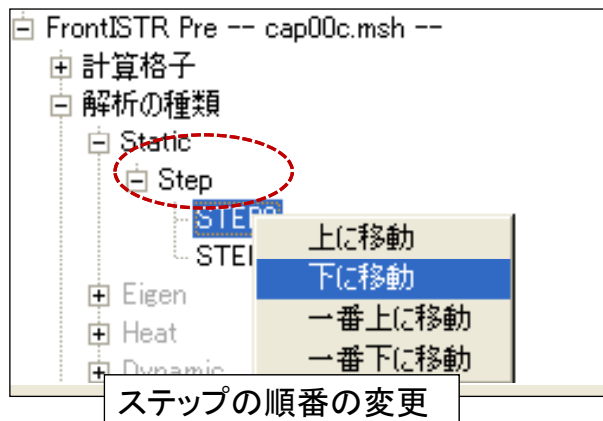 FrontISTR Pre -- cap00c.msh --
計算格子
解析の種類
Static
Step
上に移動
下に移動
Eigen
一番上に移動
Heat
一番下に移動
Dynamic
ステップの順番の変更